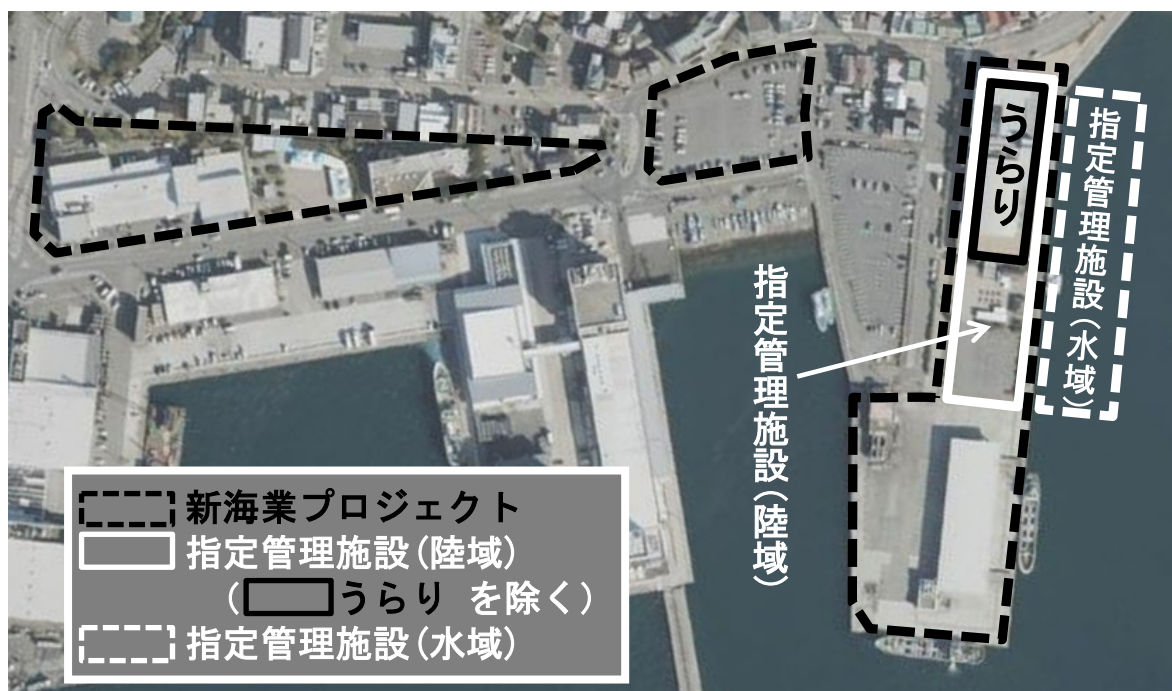 うらり
指定管理施設(水域)
指定管理施設(陸域)
新海業プロジェクト
指定管理施設(陸域)
(うらり を除く)
指定管理施設(水域)